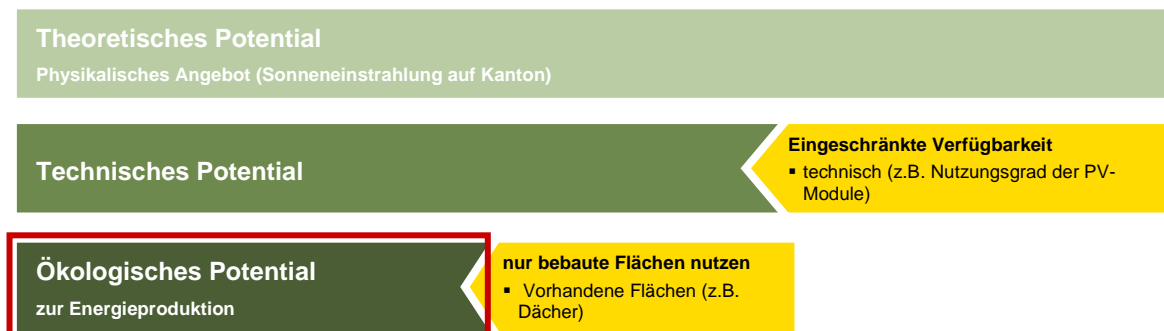 Theoretisches Potential
Physikalisches Angebot (Sonneneinstrahlung auf Kanton)
Technisches Potential
Eingeschränkte Verfügbarkeit
▪ technisch (z.B. Nutzungsgrad der PV-
Module)
Ökologisches Potential
zur Energieproduktion
nur bebaute Flächen nutzen
▪ Vorhandene Flächen (z.B.
Dächer)